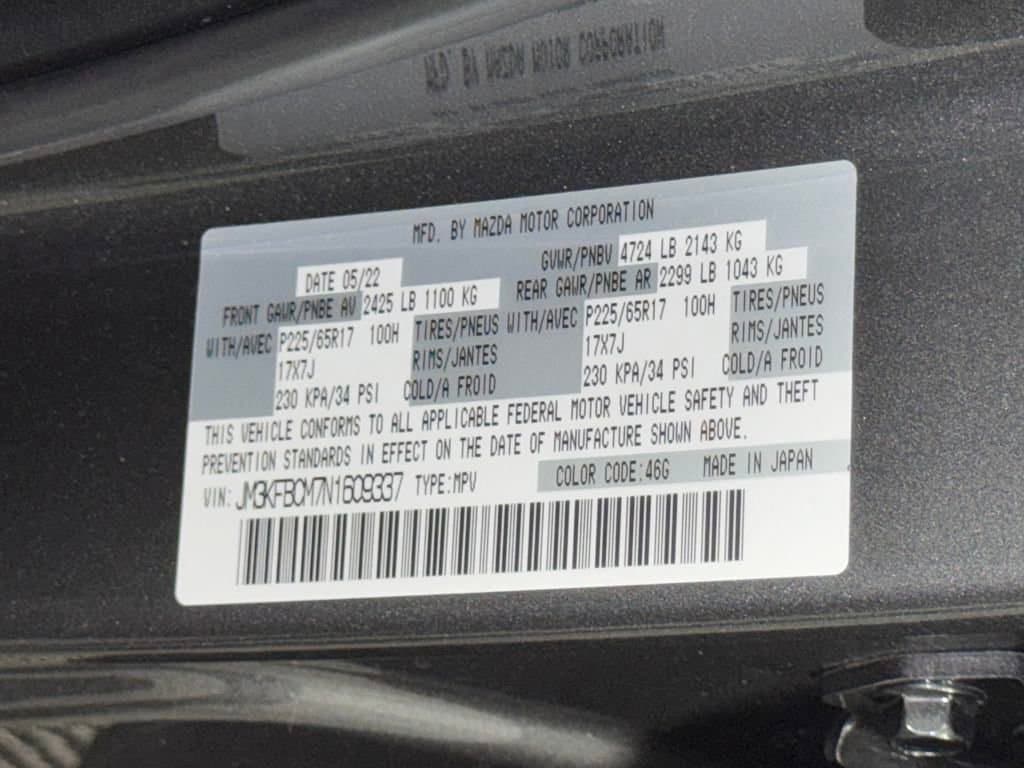 MFD. BY MAZDA MOTOR CORPORATION
DATE 05/22 GVWR/PNBV 4724 LB 2143 KG
FRONT GAWR/PNBE AV 2425 LB 1100 KG REAR GAWR/PNBE AR 2299 LB 1043 KG
WITH/AVEC P225/65R17 100H TIRES/PNEUS WITH/AVEC P225/65R17 100H TIRES/PNEUS
17X7J RIMS/JANTES 17X7J RIMS/JANTES
230 KPA/34 PSI COLD/A FROID 230 KPA/34 PSI COLD/A FROID
THIS VEHICLE CONFORMS TO ALL APPLICABLE FEDERAL MOTOR VEHICLE SAFETY AND THEFT
PREVENTION STANDARDS IN EFFECT ON THE DATE OF MANUFACTURE SHOWN ABOVE.
VIN: JM3KFBCM7N1609337 TYPE:MPV COLOR CODE:46G MADE IN JAPAN